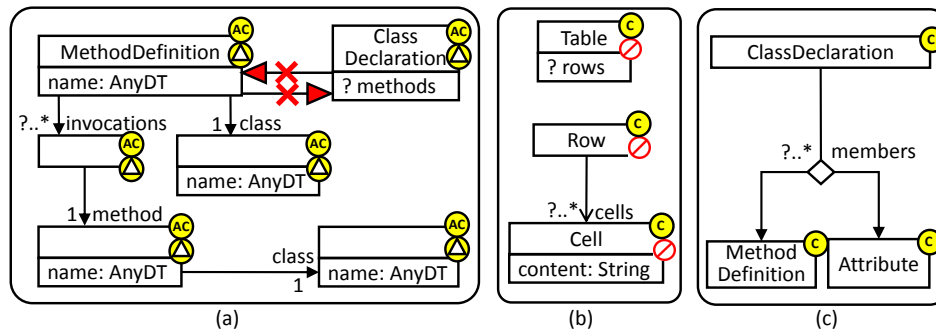 AC
MethodDefinition
name: AnyDT
AC
Class
Declaration
? methods
?..* invocations
1 class
AC
AC
name: AnyDT
1 method
AC
name: AnyDT
class
1
AC
name: AnyDT
(a)
C
Table
? rows
C
Row
?..* cells
C
Cell
content: String
(b)
C
ClassDeclaration
?..* members
C
Method
Definition
C
Attribute
(c)